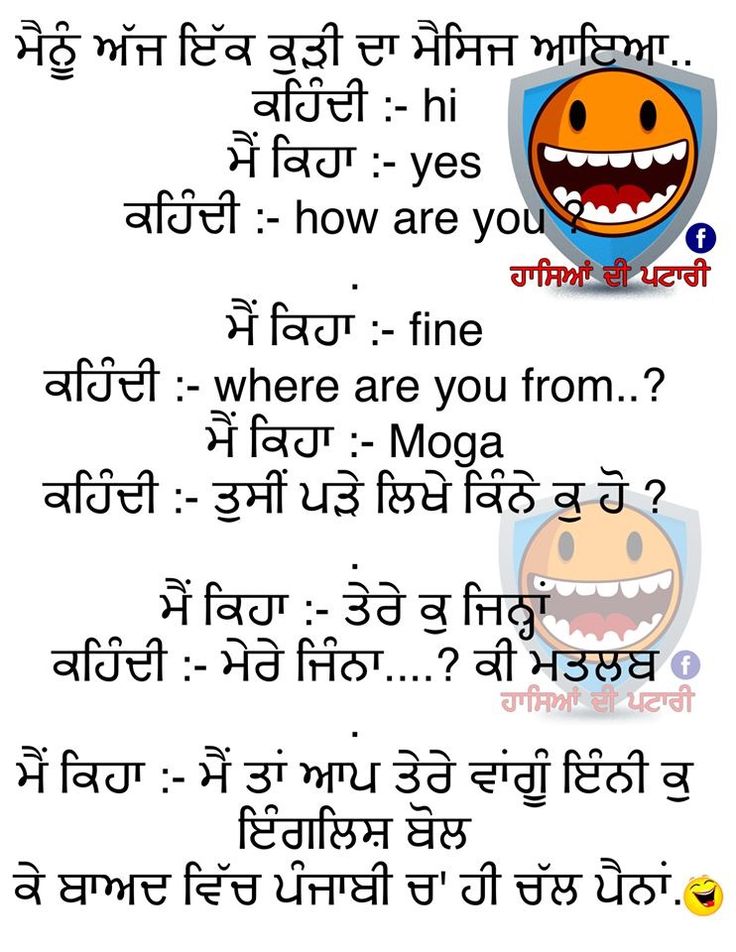 ਮੈਨੂੰ ਅੱਜ ਇੱਕ ਕੁੜੀ ਦਾ ਮੈਸਿਜ ਆਇਆ..
ਕਹਿੰਦੀ :- hi
ਮੈਂ ਕਿਹਾ :- yes
ਕਹਿੰਦੀ :- how are you ?
f
ਹਾਸਿਆਂ ਦੀ ਪਟਾਰੀ
.
ਮੈਂ ਕਿਹਾ :- fine
ਕਹਿੰਦੀ :- where are you from..?
ਮੈਂ ਕਿਹਾ :- Moga
ਕਹਿੰਦੀ :- ਤੁਸੀਂ ਪੜੇ ਲਿਖੇ ਕਿੰਨੇ ਕੁ ਹੋ ?
.
ਮੈਂ ਕਿਹਾ :- ਤੇਰੇ ਕੁ ਜਿਨ੍ਹਾਂ
ਕਹਿੰਦੀ :- ਮੇਰੇ ਜਿੰਨਾ....? ਕੀ ਮਤਲਬ
f
ਹਾਸਿਆਂ ਦੀ ਪਟਾਰੀ
.
ਮੈਂ ਕਿਹਾ :- ਮੈਂ ਤਾਂ ਆਪ ਤੇਰੇ ਵਾਂਗੂੰ ਇੰਨੀ ਕੁ
ਇੰਗਲਿਸ਼ ਬੋਲ
ਕੇ ਬਾਅਦ ਵਿੱਚ ਪੰਜਾਬੀ ਚ' ਹੀ ਚੱਲ ਪੈਨਾਂ.